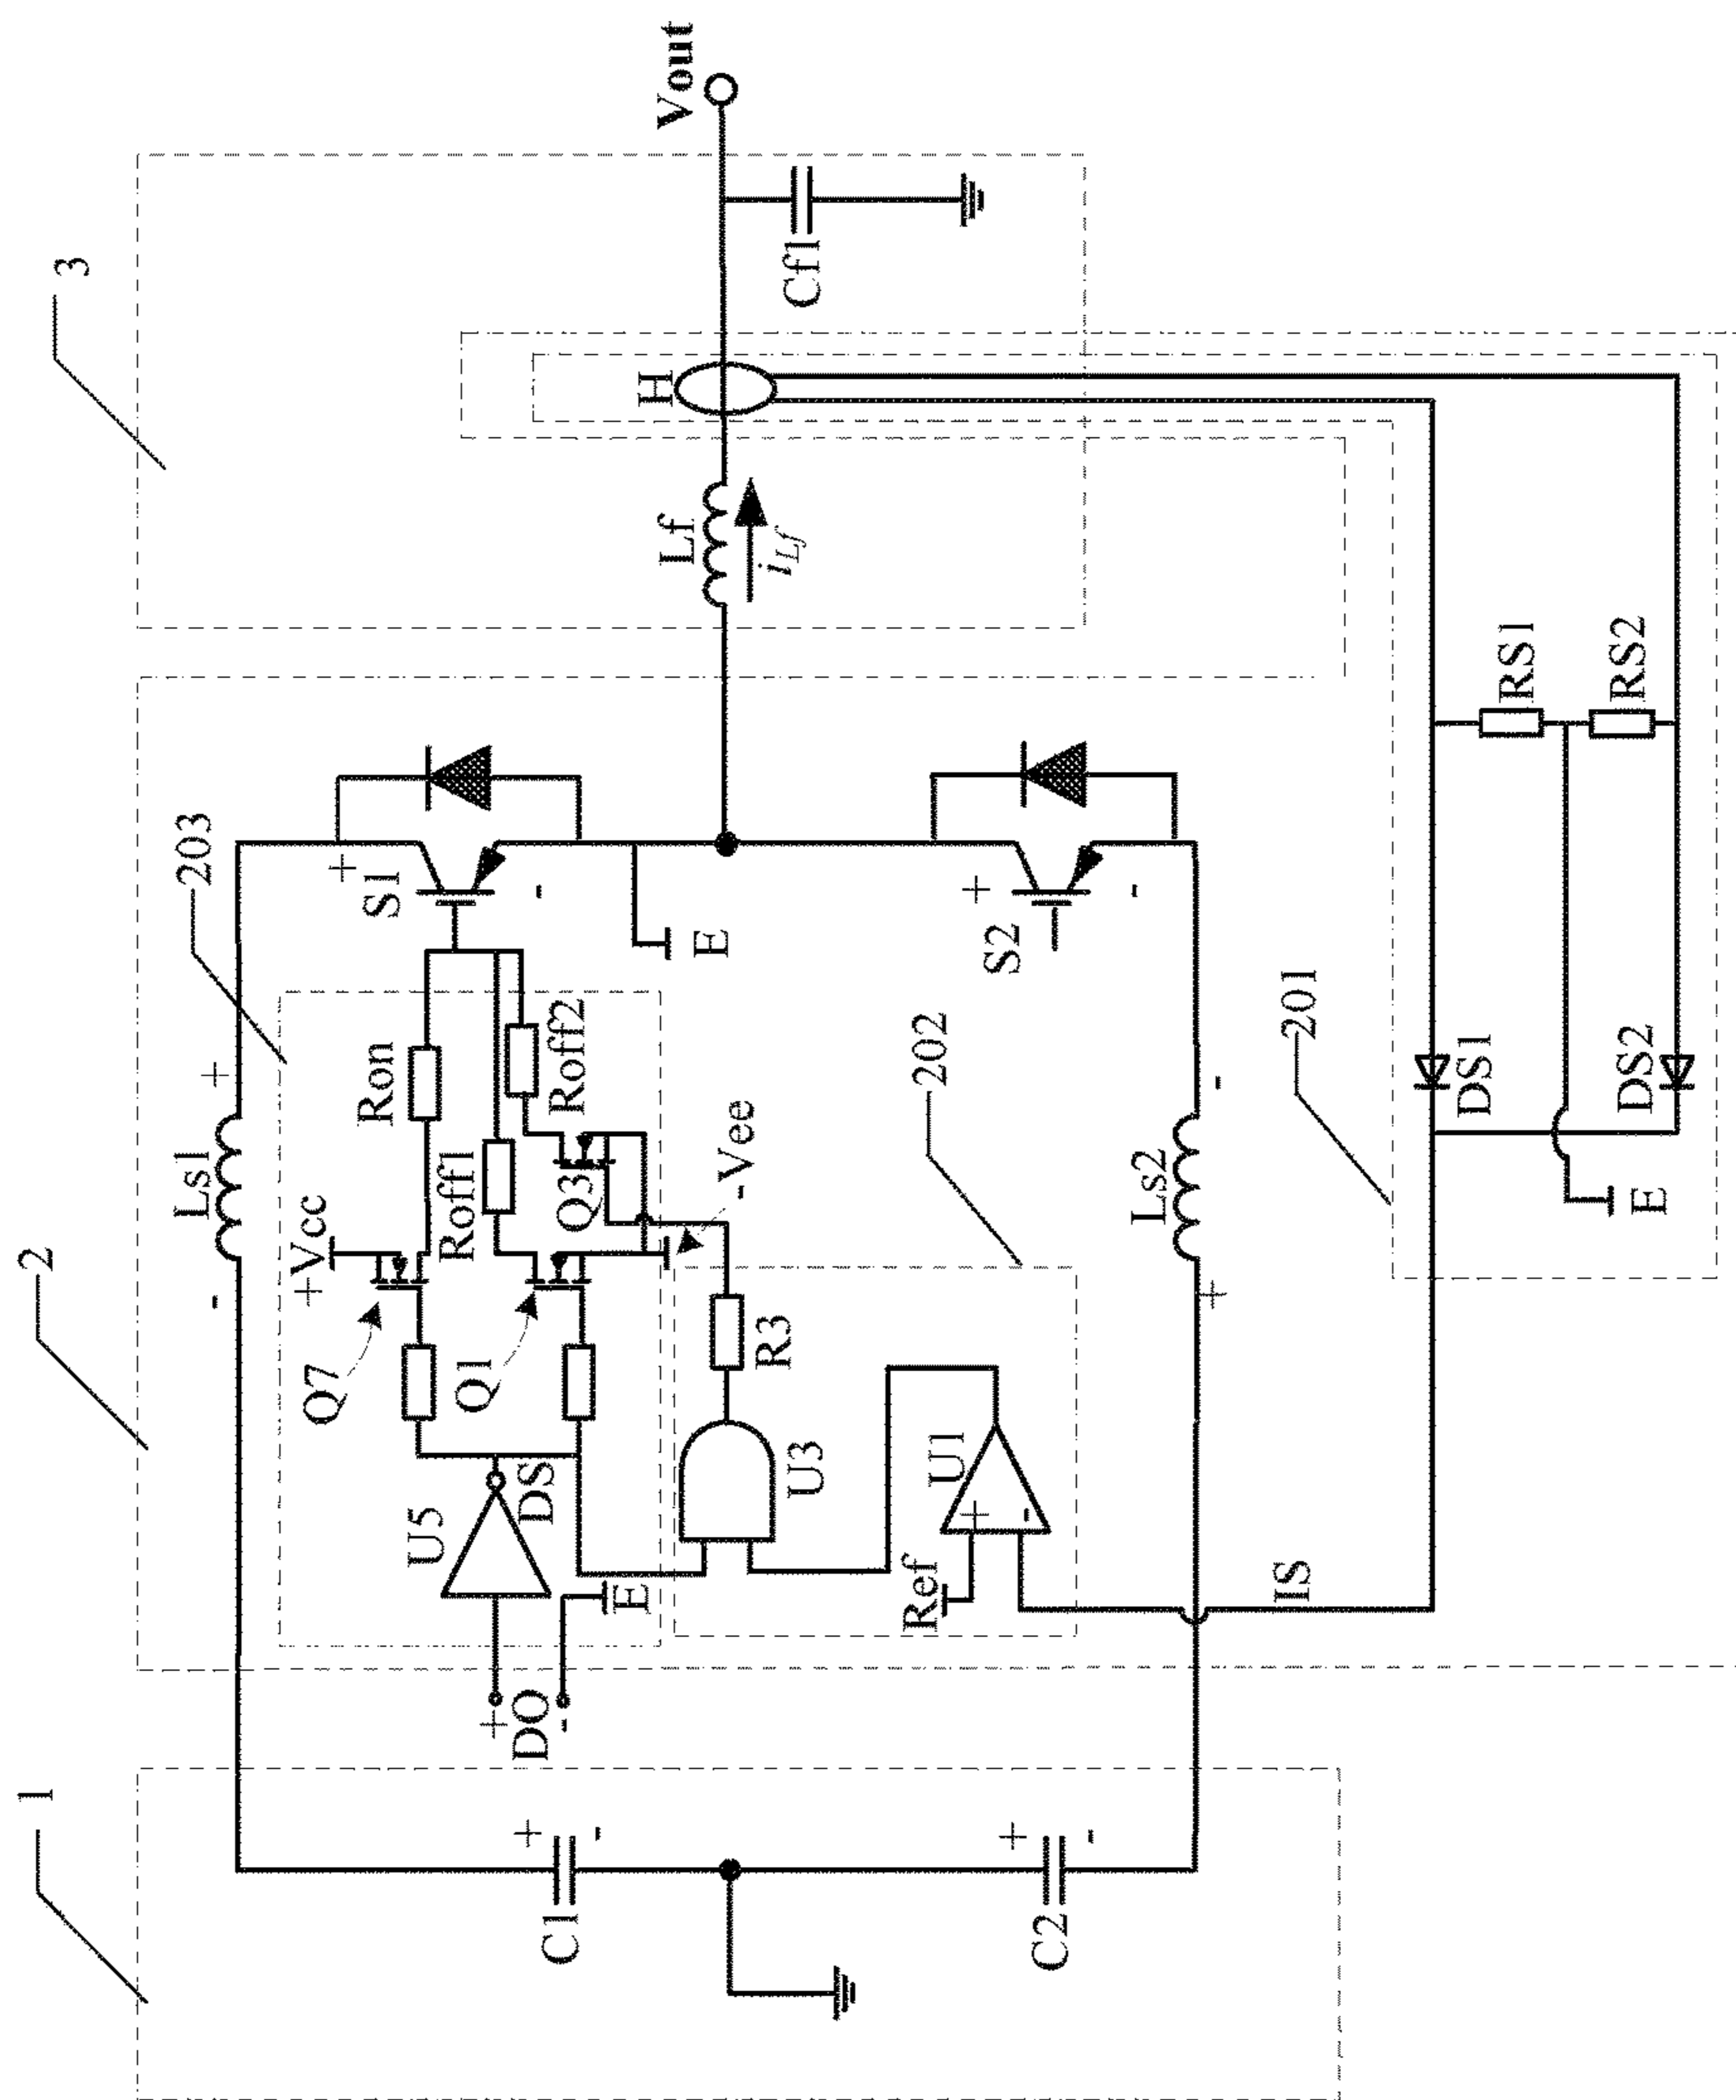 1
2
3
Ls1
-
+
203
+Vcc
Q7
Ron
S1
+
-
Roff1
Q1
Roff2
Q3
E
U5
DS
-Vee
+
DO
-
E
C1
+
-
Lf
iLf
H
Vout
Cf1
R3
U3
202
S2
+
-
Ref
+
-
U1
C2
+
-
Ls2
+
-
201
IS
DS1
RS1
E
DS2
RS2